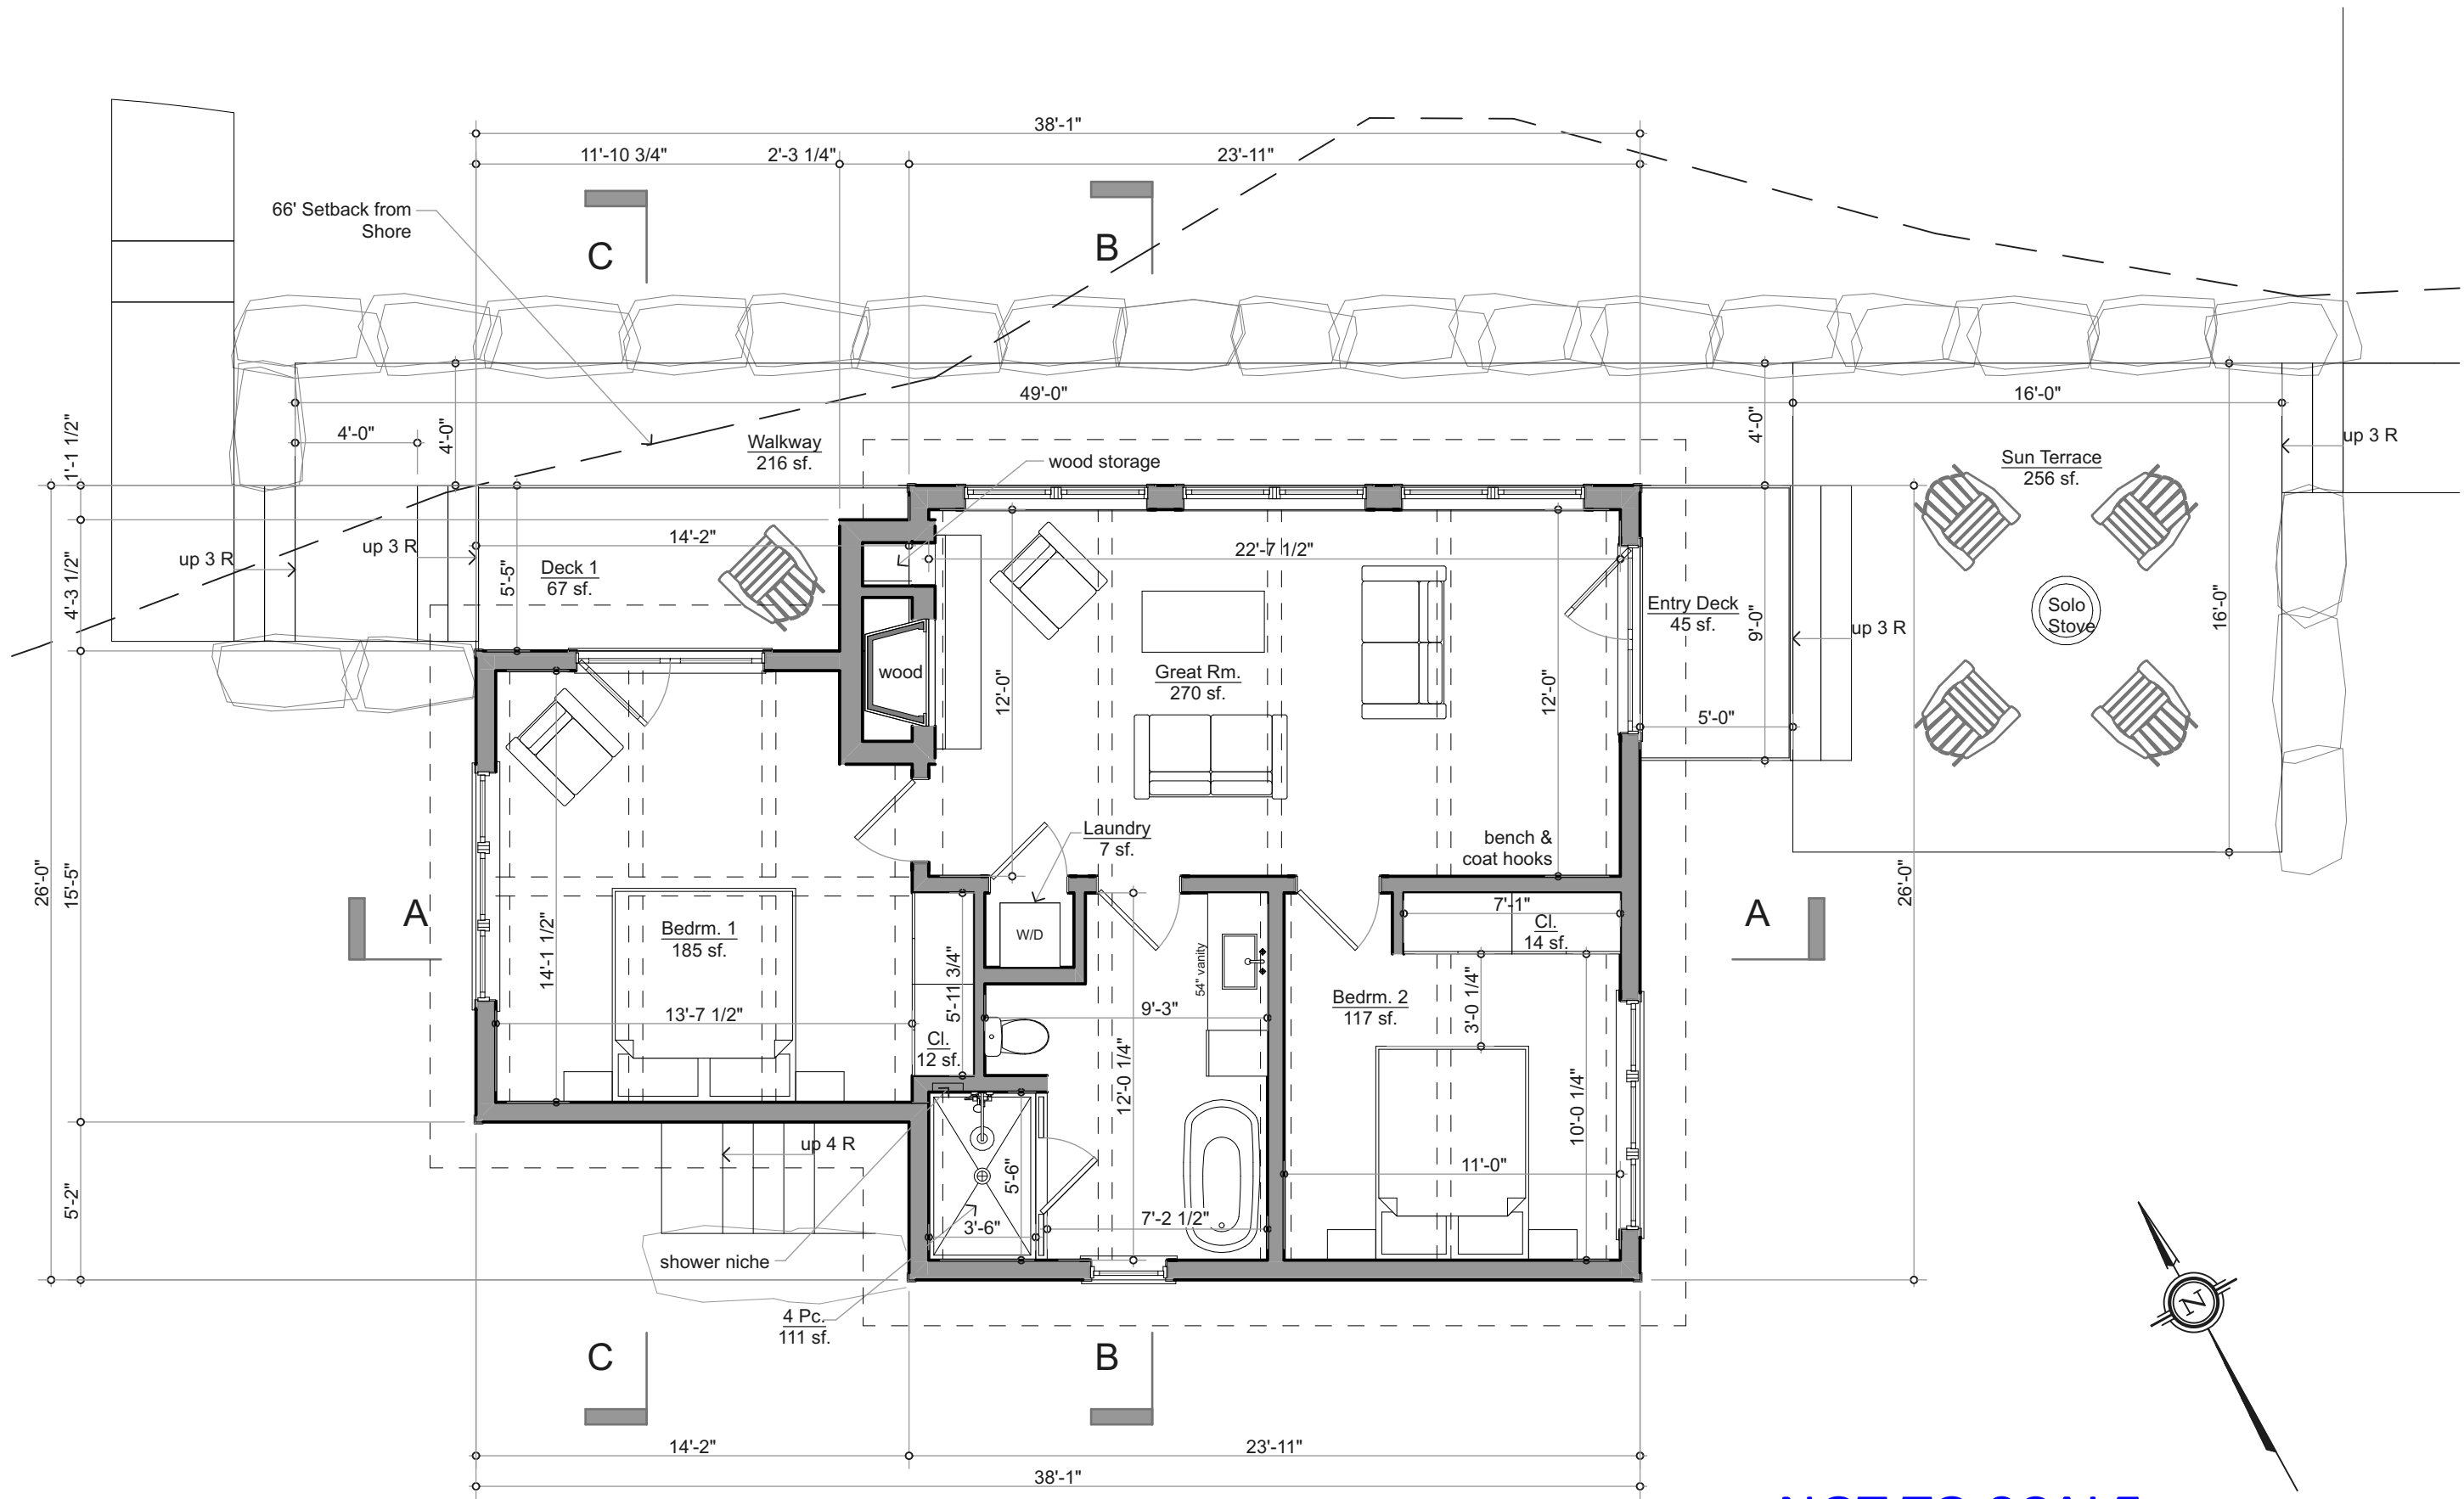 38'-1"
11'-10 3/4"
2'-3 1/4"
23'-11"
66' Setback from
Shore
C
B
49'-0"
16'-0"
4'-0"
4'-0"
4'-0"
1'-1 1/2"
Walkway
216 sf.
wood storage
up 3 R
Sun Terrace
256 sf.
up 3 R
up 3 R
14'-2"
22'-7 1/2"
Deck 1
67 sf.
5'-5"
4'-3 1/2"
Entry Deck
45 sf.
9'-0"
Solo
Stove
16'-0"
up 3 R
wood
Great Rm.
270 sf.
12'-0"
12'-0"
5'-0"
Laundry
7 sf.
bench &
coat hooks
26'-0"
15'-5"
26'-0"
A
A
7'-1"
Cl.
14 sf.
Bedrm. 1
185 sf.
W/D
14'-1 1/2"
5'-11 3/4"
54" vanity
Bedrm. 2
117 sf.
3'-0 1/4"
13'-7 1/2"
9'-3"
Cl.
12 sf.
12'-0 1/4"
10'-0 1/4"
up 4 R
5'-6"
11'-0"
5'-2"
3'-6"
7'-2 1/2"
shower niche
4 Pc.
111 sf.
N
C
B
14'-2"
23'-11"
38'-1"
NOT TO SCALE